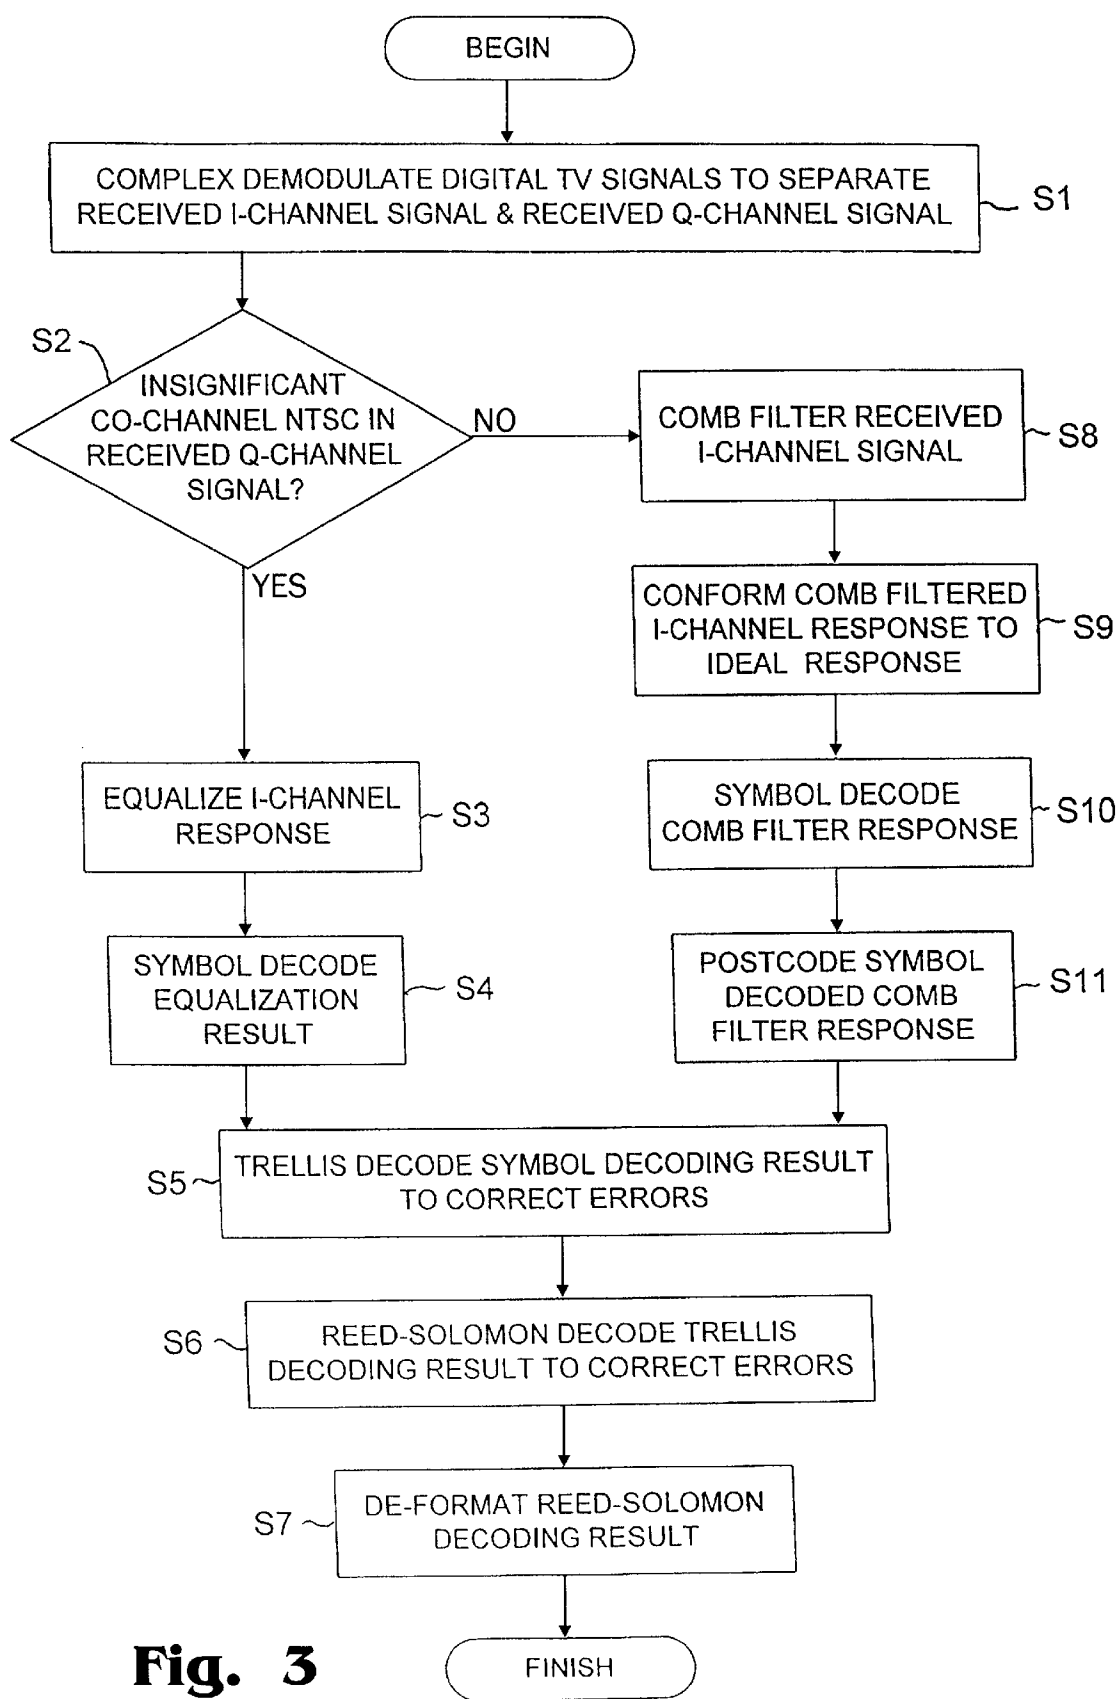 BEGIN
COMPLEX DEMODULATE DIGITAL TV SIGNALS TO SEPARATE
RECEIVED I-CHANNEL SIGNAL & RECEIVED Q-CHANNEL SIGNAL
S1
S2
INSIGNIFICANT
CO-CHANNEL NTSC IN
RECEIVED Q-CHANNEL
SIGNAL?
NO
YES
COMB FILTER RECEIVED
I-CHANNEL SIGNAL
S8
CONFORM COMB FILTERED
I-CHANNEL RESPONSE TO
IDEAL RESPONSE
S9
EQUALIZE I-CHANNEL
RESPONSE
S3
SYMBOL DECODE
COMB FILTER RESPONSE
S10
SYMBOL DECODE
EQUALIZATION
RESULT
S4
POSTCODE SYMBOL
DECODED COMB
FILTER RESPONSE
S11
S5
TRELLIS DECODE SYMBOL DECODING RESULT
TO CORRECT ERRORS
S6
REED-SOLOMON DECODE TRELLIS
DECODING RESULT TO CORRECT ERRORS
S7
DE-FORMAT REED-SOLOMON
DECODING RESULT
FINISH
Fig. 3